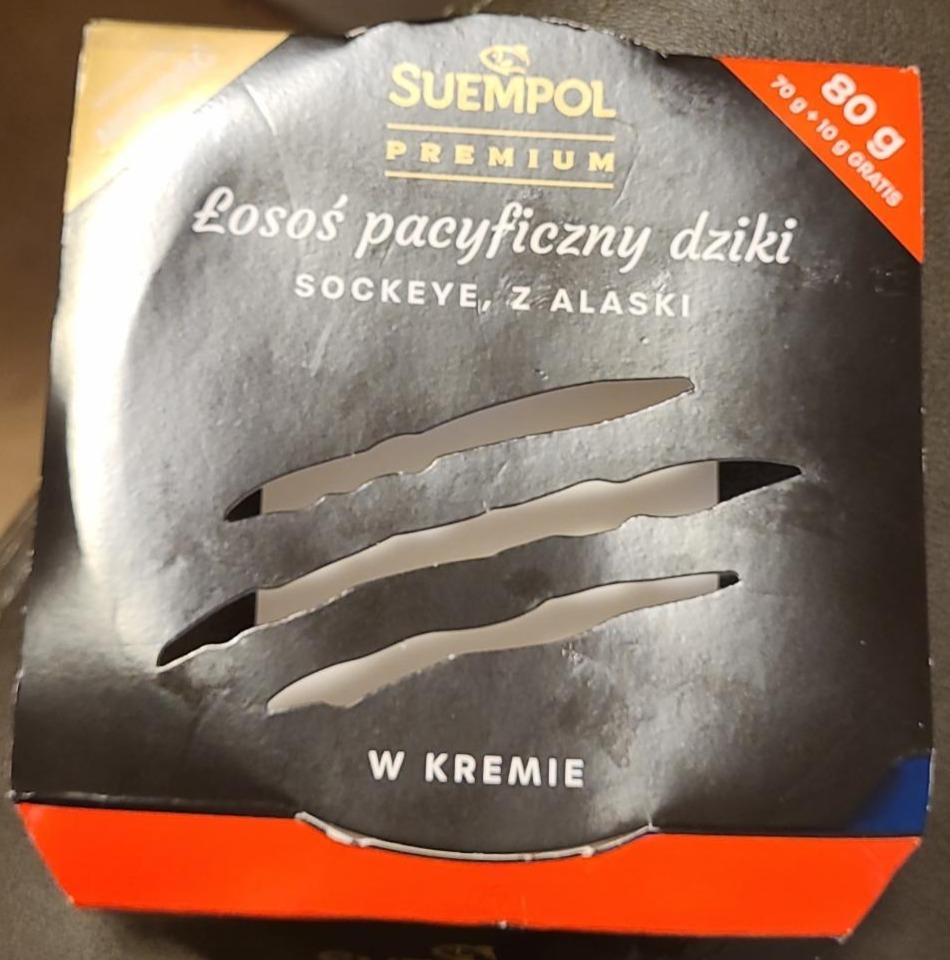 SUEMPOL
PREMIUM
80 g
70 g + 10 g GRATIS
Łosoś pacyficzny dziki
SOCKEYE, Z ALASKI
W KREMIE